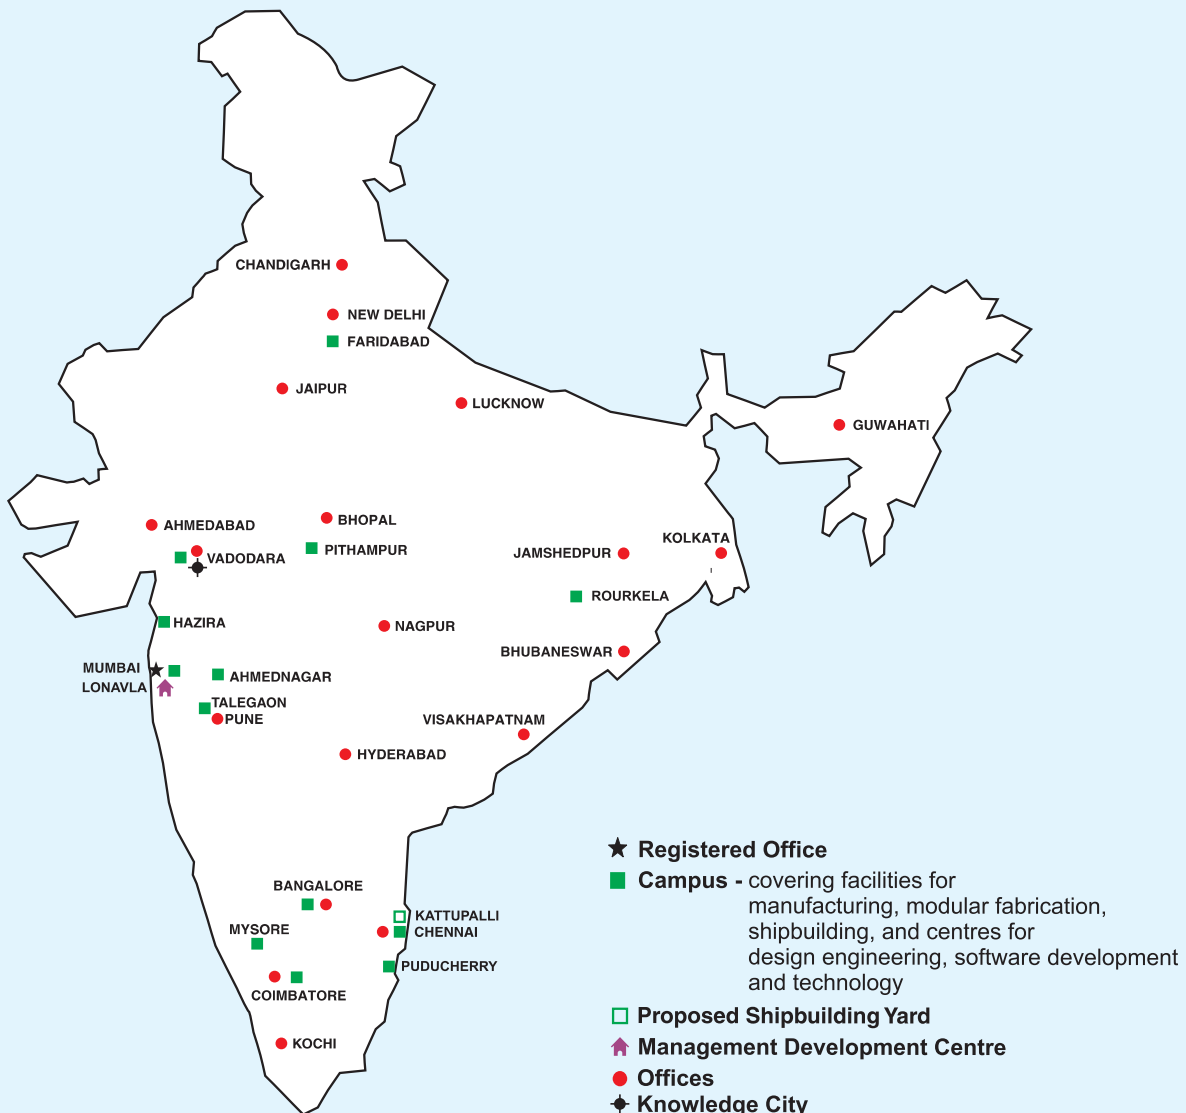 CHANDIGARH
NEW DELHI
FARIDABAD
JAIPUR
LUCKNOW
GUWAHATI
AHMEDABAD
BHOPAL
KOLKATA
VADODARA
PITHAMPUR
JAMSHEDPUR
ROURKELA
HAZIRA
NAGPUR
BHUBANESWAR
MUMBAI
LONAVLA
AHMEDNAGAR
TALEGAON
PUNE
VISAKHAPATNAM
HYDERABAD
BANGALORE
KATTUPALLI
MYSORE
CHENNAI
PUDUCHERRY
COIMBATORE
KOCHI
Registered Office
Campus - covering facilities for
manufacturing, modular fabrication,
shipbuilding, and centres for
design engineering, software development
and technology
Proposed Shipbuilding Yard
Management Development Centre
Offices
Knowledge City